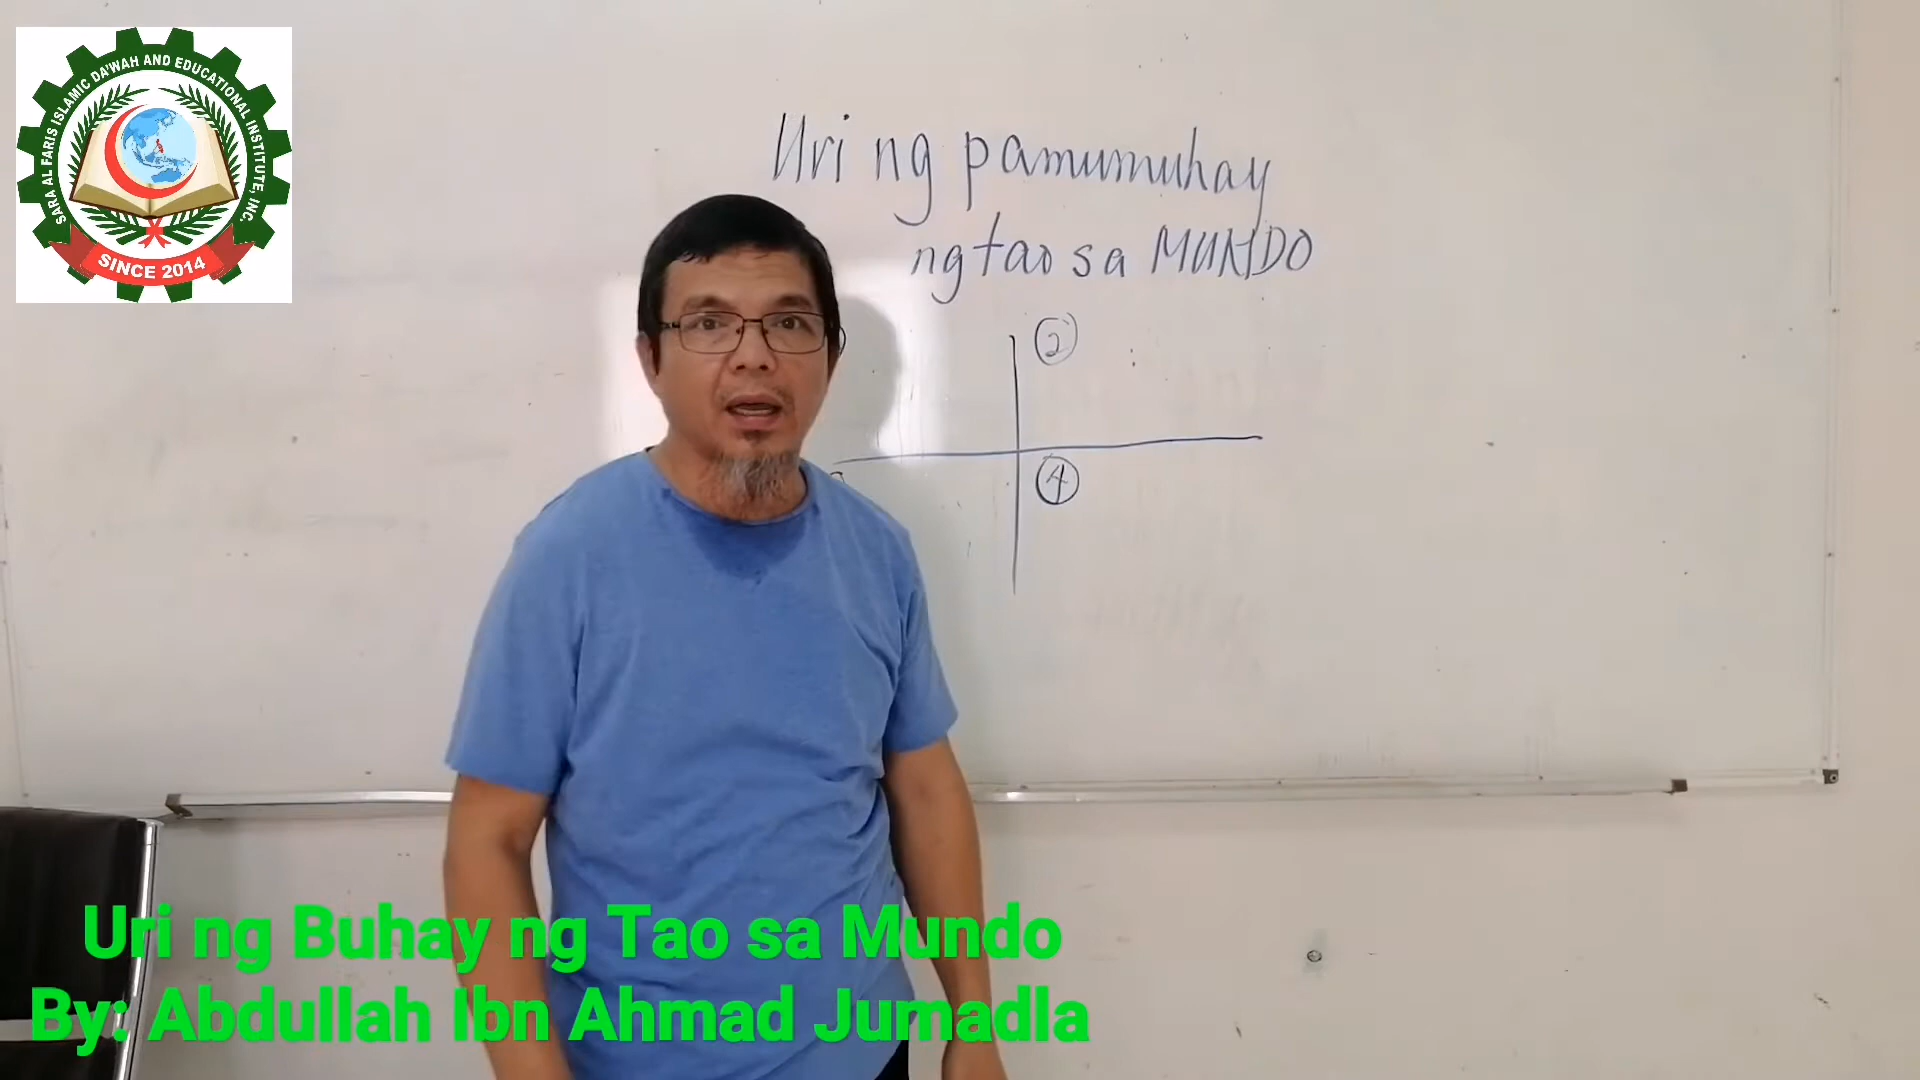 SARA AL FARIS ISLAMIC DA'WAH AND EDUCATIONAL INSTITUTE, INC.
SINCE 2014
Uri ng pamumuhay
ng tao sa MUNDO
2
4
Uri ng Buhay ng Tao sa Mundo
By: Abdullah Ibn Ahmad Jumadla